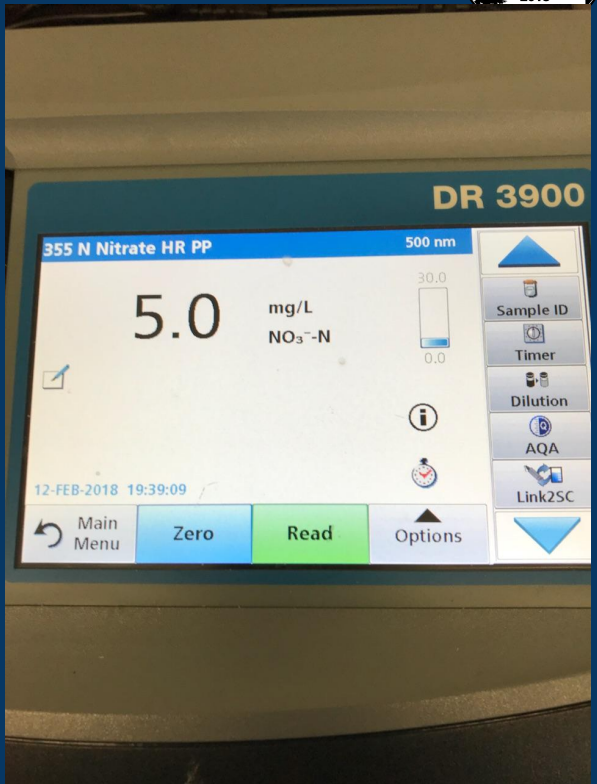 DR 3900
355 N Nitrate HR PP 500 nm
30.0
5.0 mg/L
NO₃⁻-N
0.0
i
12-FEB-2018 19:39:09
Main
Menu
Zero
Read
Options
Sample ID
Timer
Dilution
AQA
Link2SC